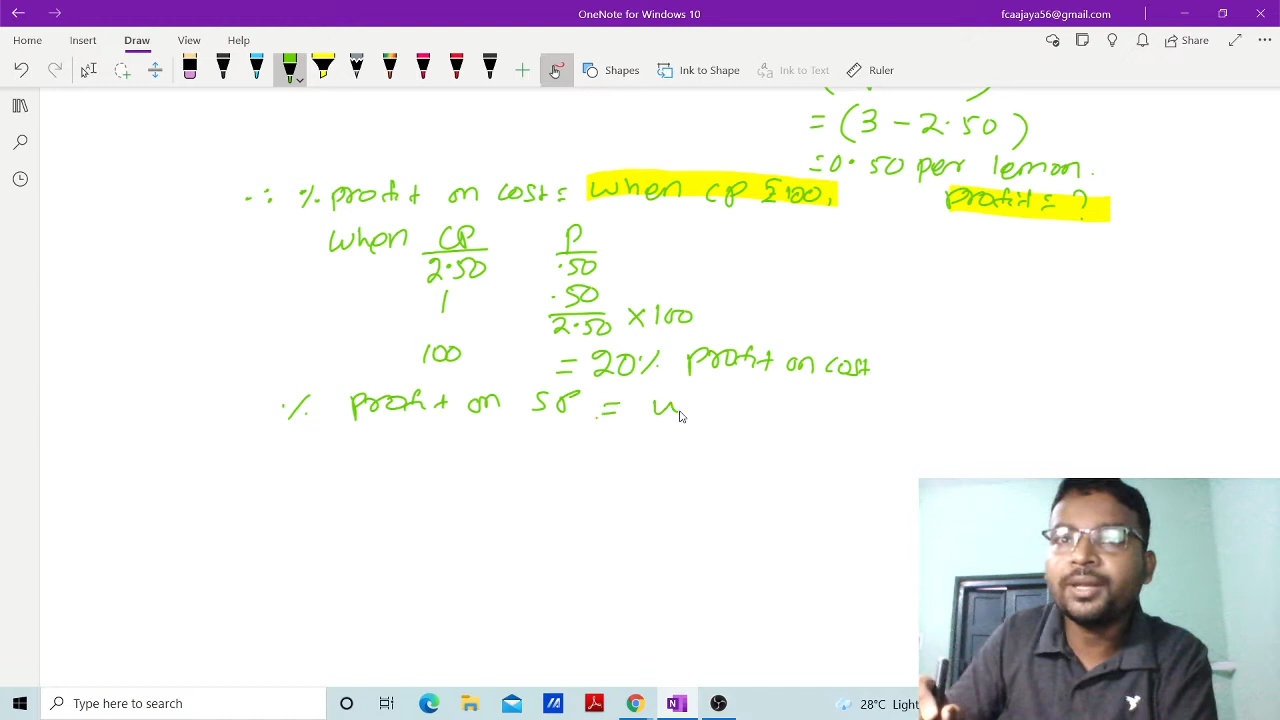 OneNote for Windows 10
fcaajaya56@gmail.com
Home Insert Draw View Help
Share
Shapes Ink to Shape Ink to Text Ruler
= (3 - 2.50)
=0.50 per lemon.
∴ % profit on cost = when CP ₹100, profit = ?
when CP P
2.50 .50
1 .50
2.50 × 100
100 = 20% profit on cost
% profit on SP =
Type here to search
28°C Light